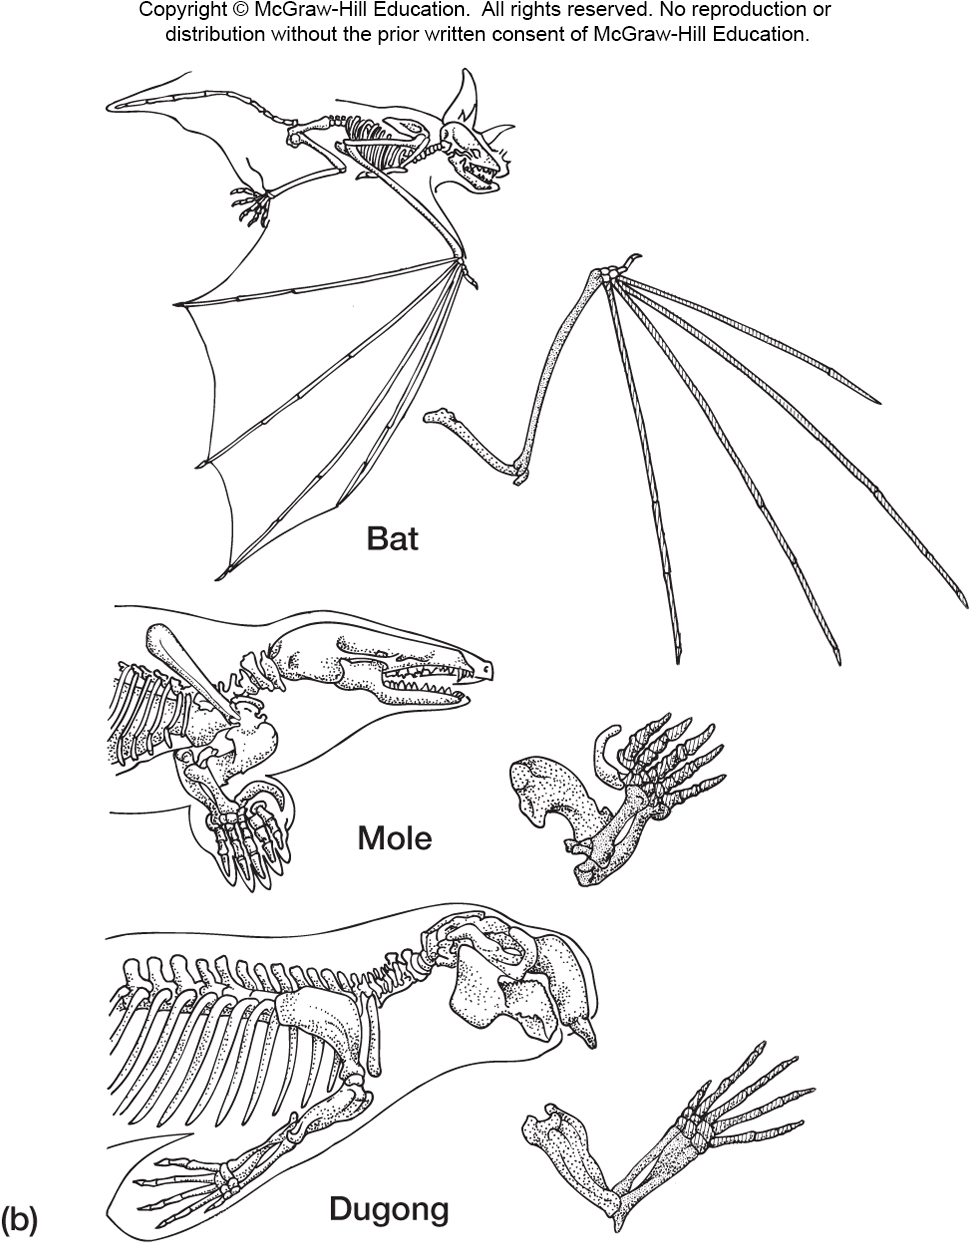 Copyright © McGraw-Hill Education. All rights reserved. No reproduction or
distribution without the prior written consent of McGraw-Hill Education.
Bat
Mole
Dugong
(b)